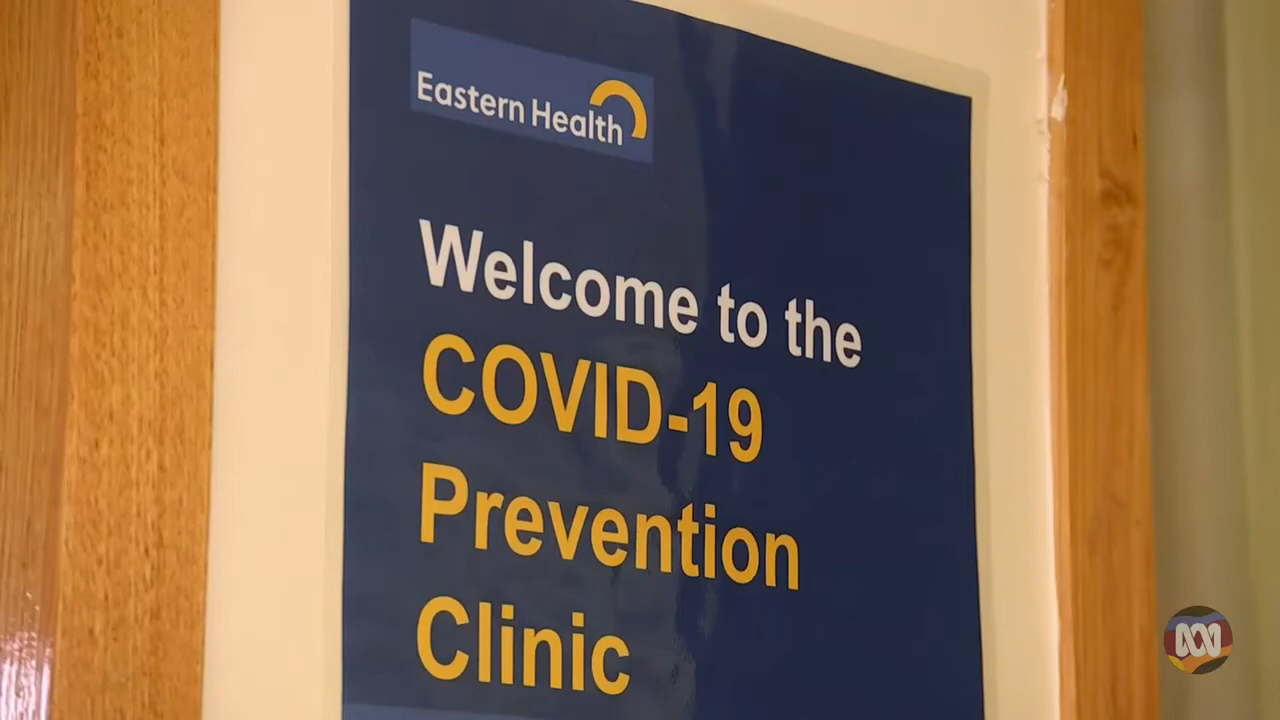 Eastern Health
Welcome to the
COVID-19
Prevention
Clinic